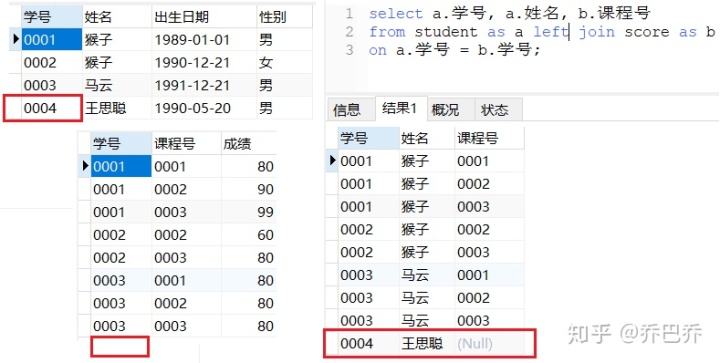 学号 姓名 出生日期 性别
0001 猴子 1989-01-01 男
0002 猴子 1990-12-21 女
0003 马云 1991-12-21 男
0004 王思聪 1990-05-20 男
学号 课程号 成绩
0001 0001 80
0001 0002 90
0001 0003 99
0002 0002 60
0002 0003 80
0003 0001 80
0003 0002 80
0003 0003 80
1 select a.学号, a.姓名, b.课程号
2 from student as a left join score as b
3 on a.学号 = b.学号;
信息 结果1 概况 状态
学号 姓名 课程号
0001 猴子 0001
0001 猴子 0002
0001 猴子 0003
0002 猴子 0002
0002 猴子 0003
0003 马云 0001
0003 马云 0002
0003 马云 0003
0004 王思聪 (Null)
知乎 @乔巴乔